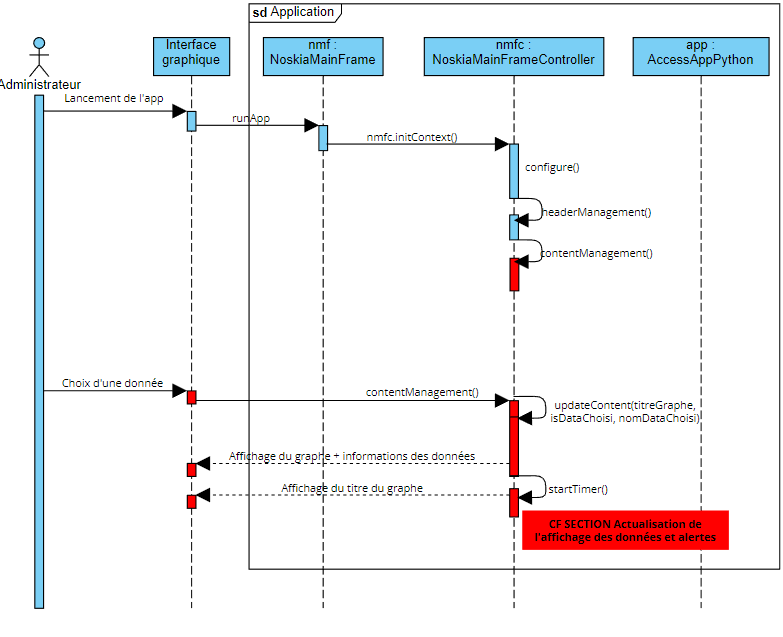 sd Application
Interface
graphique
nmf :
NoskiaMainFrame
nmfc :
NoskiaMainFrameController
app :
AccessAppPython
Administrateur
Lancement de l'app
runApp
nmfc.initContext()
configure()
headerManagement()
contentManagement()
Choix d'une donnée
contentManagement()
updateContent(titreGraphe,
isDataChoisi, nomDataChoisi)
Affichage du graphe + informations des données
Affichage du titre du graphe
startTimer()
CF SECTION Actualisation de
l'affichage des données et alertes